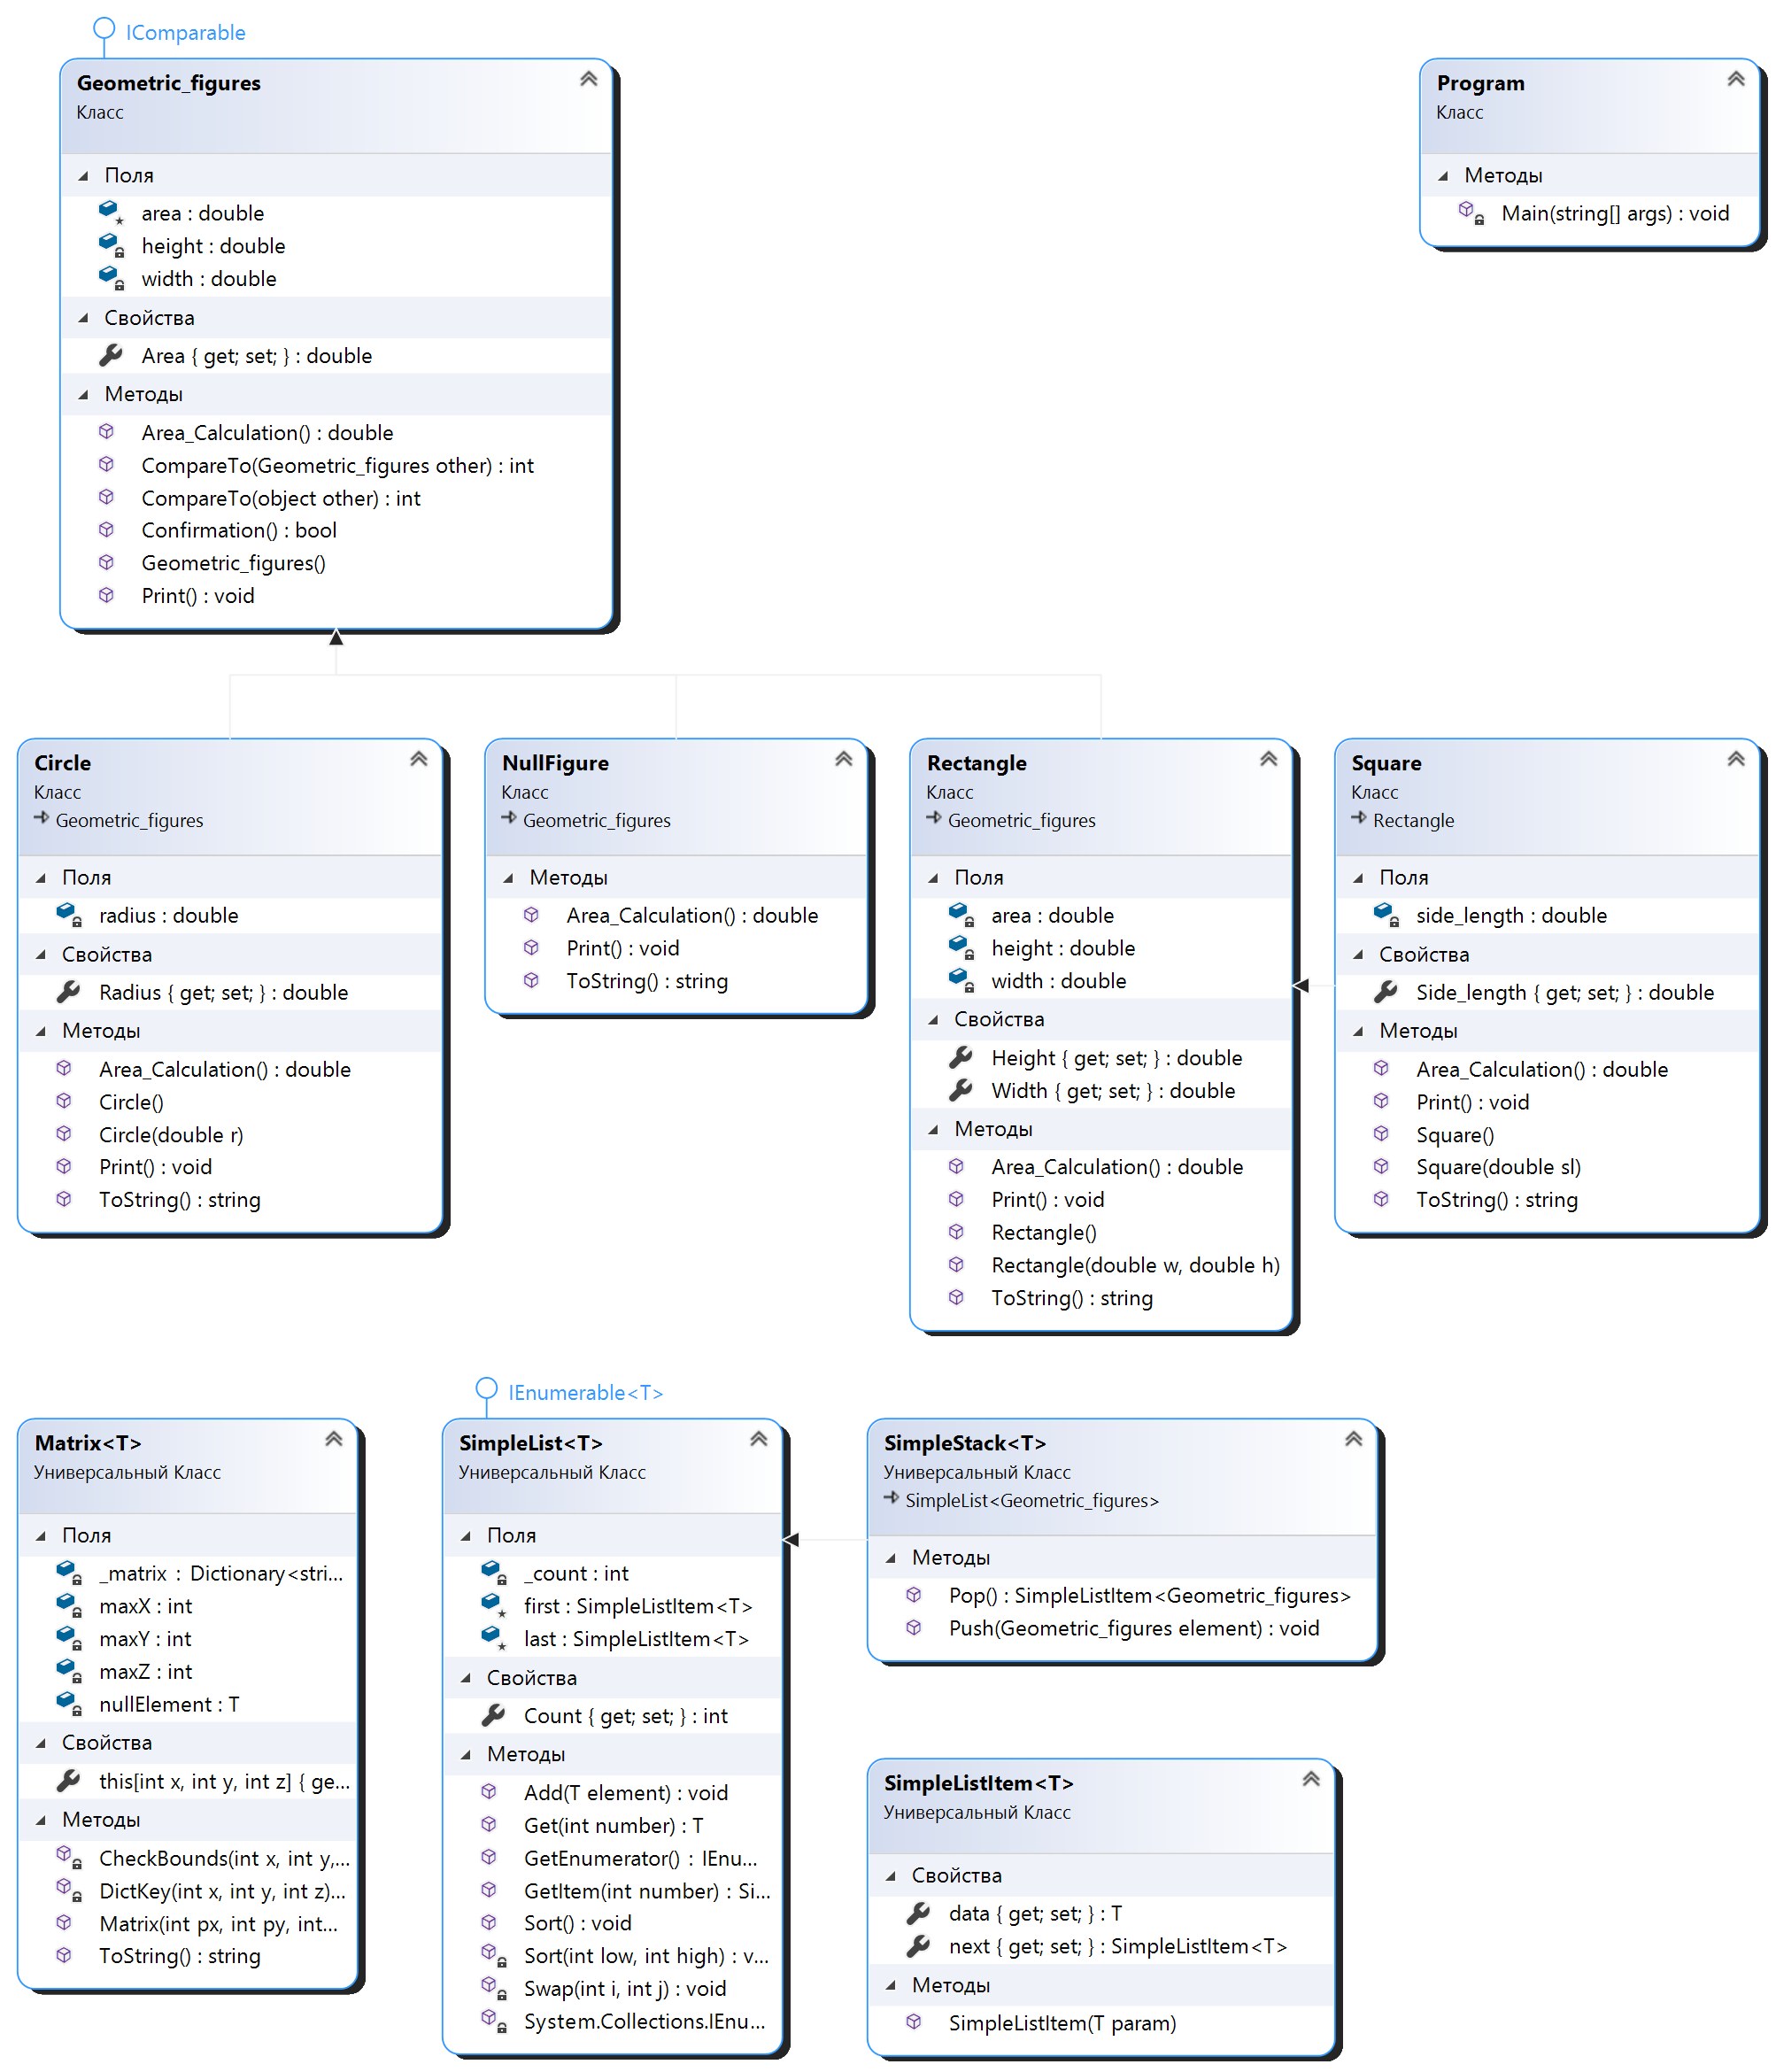 IComparable
Geometric_figures
Класс
Поля
area : double
height : double
width : double
Свойства
Area { get; set; } : double
Методы
Area_Calculation() : double
CompareTo(Geometric_figures other) : int
CompareTo(object other) : int
Confirmation() : bool
Geometric_figures()
Print() : void
Program
Класс
Методы
Main(string[] args) : void
Circle
Класс
Geometric_figures
Поля
radius : double
Свойства
Radius { get; set; } : double
Методы
Area_Calculation() : double
Circle()
Circle(double r)
Print() : void
ToString() : string
NullFigure
Класс
Geometric_figures
Методы
Area_Calculation() : double
Print() : void
ToString() : string
Rectangle
Класс
Geometric_figures
Поля
area : double
height : double
width : double
Свойства
Height { get; set; } : double
Width { get; set; } : double
Методы
Area_Calculation() : double
Print() : void
Rectangle()
Rectangle(double w, double h)
ToString() : string
Square
Класс
Rectangle
Поля
side_length : double
Свойства
Side_length { get; set; } : double
Методы
Area_Calculation() : double
Print() : void
Square()
Square(double sl)
ToString() : string
Matrix<T>
Универсальный Класс
Поля
_matrix : Dictionary<stri...
maxX : int
maxY : int
maxZ : int
nullElement : T
Свойства
this[int x, int y, int z] { ge...
Методы
CheckBounds(int x, int y,...
DictKey(int x, int y, int z)...
Matrix(int px, int py, int...
ToString() : string
IEnumerable<T>
SimpleList<T>
Универсальный Класс
Поля
_count : int
first : SimpleListItem<T>
last : SimpleListItem<T>
Свойства
Count { get; set; } : int
Методы
Add(T element) : void
Get(int number) : T
GetEnumerator() : IEnu...
GetItem(int number) : Si...
Sort() : void
Sort(int low, int high) : v...
Swap(int i, int j) : void
System.Collections.IEnu...
SimpleStack<T>
Универсальный Класс
SimpleList<Geometric_figures>
Методы
Pop() : SimpleListItem<Geometric_figures>
Push(Geometric_figures element) : void
SimpleListItem<T>
Универсальный Класс
Свойства
data { get; set; } : T
next { get; set; } : SimpleListItem<T>
Методы
SimpleListItem(T param)